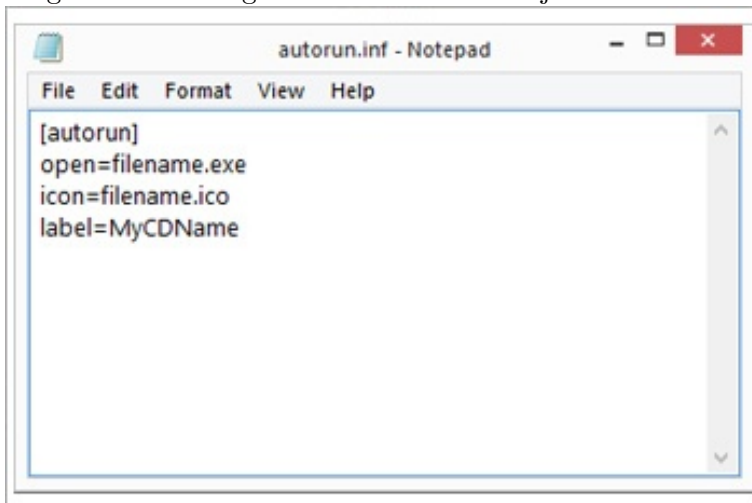 autorun.inf - Notepad
File Edit Format View Help
[autorun]
open=filename.exe
icon=filename.ico
label=MyCDName